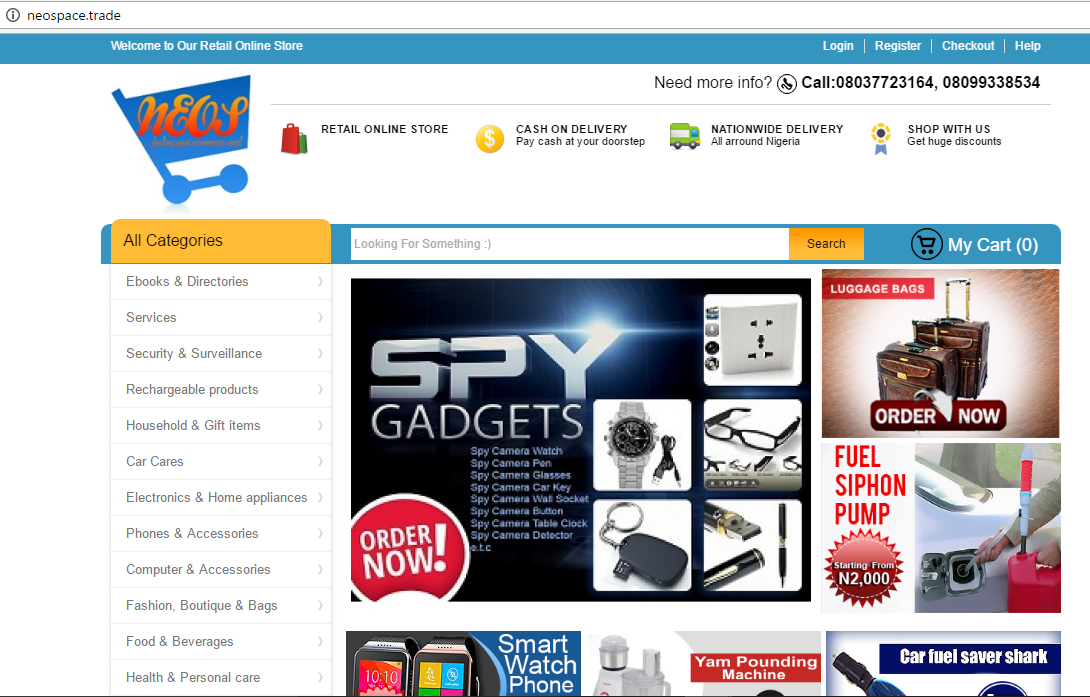 neospace.trade
Welcome to Our Retail Online Store
Login
Register
Checkout
Help
Need more info? Call:08037723164, 08099338534
NEOS
RETAIL ONLINE STORE
CASH ON DELIVERY
Pay cash at your doorstep
NATIONWIDE DELIVERY
All arround Nigeria
SHOP WITH US
Get huge discounts
All Categories
Looking For Something :)
Search
My Cart (0)
Ebooks & Directories
Services
Security & Surveillance
Rechargeable products
Household & Gift items
Car Cares
Electronics & Home appliances
Phones & Accessories
Computer & Accessories
Fashion, Boutique & Bags
Food & Beverages
Health & Personal care
SPY
GADGETS
Spy Camera Watch
Spy Camera Pen
Spy Camera Glasses
Spy Camera Car Key
Spy Camera Wall Socket
Spy Camera Button
Spy Camera Table Clock
Spy Camera Detector
e.t.c
ORDER
NOW!
LUGGAGE BAGS
ORDER NOW
FUEL
SIPHON
PUMP
Starting From
N2,000
10:10
Smart
Watch
Phone
Yam Pounding
Machine
Car fuel saver shark